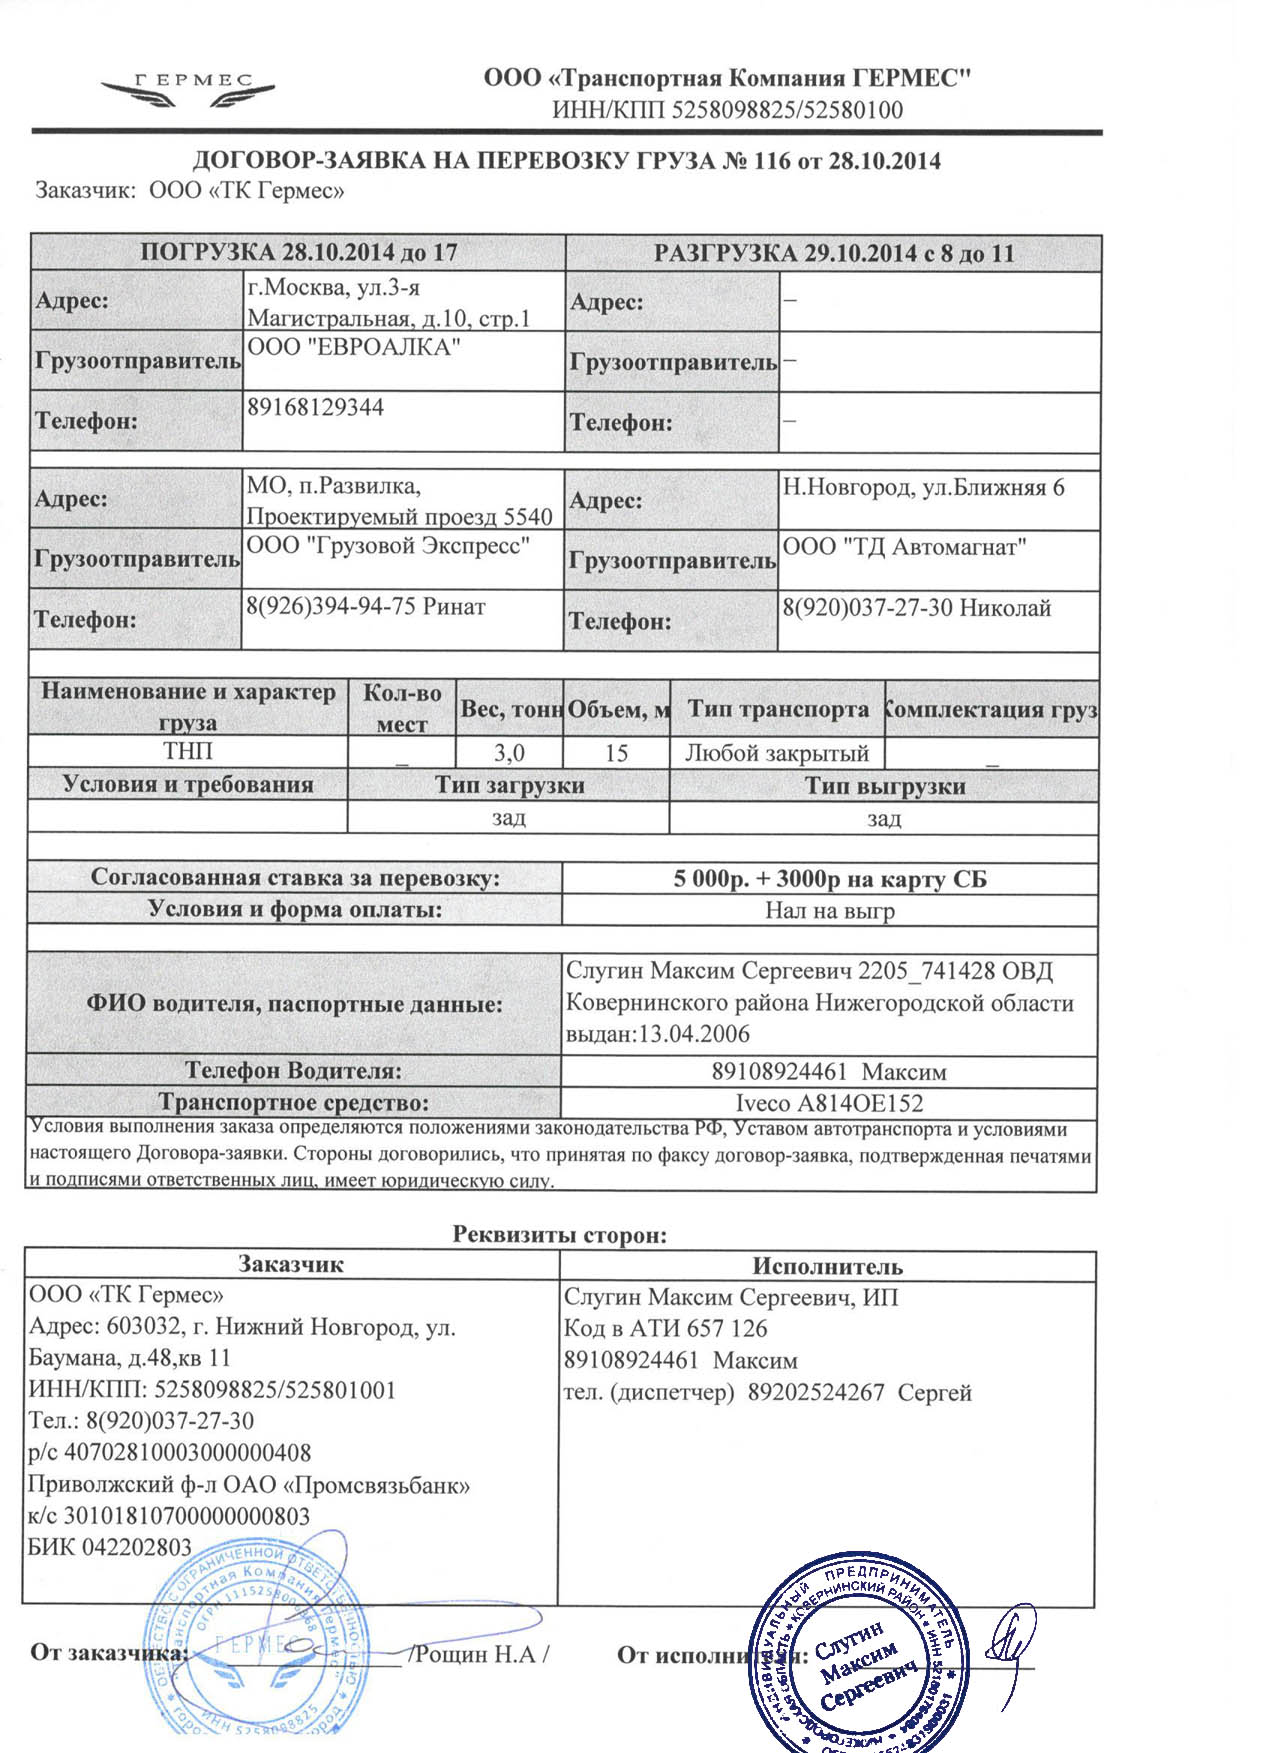 ГЕРМЕС
ООО «Транспортная Компания ГЕРМЕС"
ИНН/КПП 5258098825/52580100
ДОГОВОР-ЗАЯВКА НА ПЕРЕВОЗКУ ГРУЗА № 116 от 28.10.2014
Заказчик: ООО «ТК Гермес»
ПОГРУЗКА 28.10.2014 до 17
РАЗГРУЗКА 29.10.2014 с 8 до 11
Адрес:
г.Москва, ул.3-я
Магистральная, д.10, стр.1
Адрес:
–
Грузоотправитель
ООО "ЕВРОАЛКА"
Грузоотправитель
–
Телефон:
89168129344
Телефон:
–
Адрес:
МО, п.Развилка,
Проектируемый проезд 5540
Адрес:
Н.Новгород, ул.Ближняя 6
Грузоотправитель
ООО "Грузовой Экспресс"
Грузоотправитель
ООО "ТД Автомагнат"
Телефон:
8(926)394-94-75 Ринат
Телефон:
8(920)037-27-30 Николай
Наименование и характер
груза
Кол-во
мест
Вес, тонн
Объем, м
Тип транспорта
Комплектация груз
ТНП
_
3,0
15
Любой закрытый
_
Условия и требования
Тип загрузки
Тип выгрузки
зад
зад
Согласованная ставка за перевозку:
5 000р. + 3000р на карту СБ
Условия и форма оплаты:
Нал на выгр
ФИО водителя, паспортные данные:
Слугин Максим Сергеевич 2205_741428 ОВД
Ковернинского района Нижегородской области
выдан:13.04.2006
Телефон Водителя:
89108924461 Максим
Транспортное средство:
Iveco А814ОЕ152
Условия выполнения заказа определяются положениями законодательства РФ, Уставом автотранспорта и условиями
настоящего Договора-заявки. Стороны договорились, что принятая по факсу договор-заявка, подтвержденная печатями
и подписями ответственных лиц, имеет юридическую силу.
Реквизиты сторон:
Заказчик
Исполнитель
ООО «ТК Гермес»
Адрес: 603032, г. Нижний Новгород, ул.
Баумана, д.48,кв 11
ИНН/КПП: 5258098825/525801001
Тел.: 8(920)037-27-30
р/с 40702810003000000408
Приволжский ф-л ОАО «Промсвязьбанк»
к/с 30101810700000000803
БИК 042202803
Слугин Максим Сергеевич, ИП
Код в АТИ 657 126
89108924461 Максим
тел. (диспетчер) 89202524267 Сергей
От заказчика: /Рощин Н.А /
От исполнителя:
ОБЩЕСТВО С ОГРАНИЧЕННОЙ ОТВЕТСТВЕННОСТЬЮ
Транспортная Компания "Гермес"
ГЕРМЕС
ИНН 5258098825
ИНДИВИДУАЛЬНЫЙ ПРЕДПРИНИМАТЕЛЬ
НИЖЕГОРОДСКАЯ ОБЛАСТЬ * КОВЕРНИНСКИЙ РАЙОН
Слугин
Максим
Сергеевич